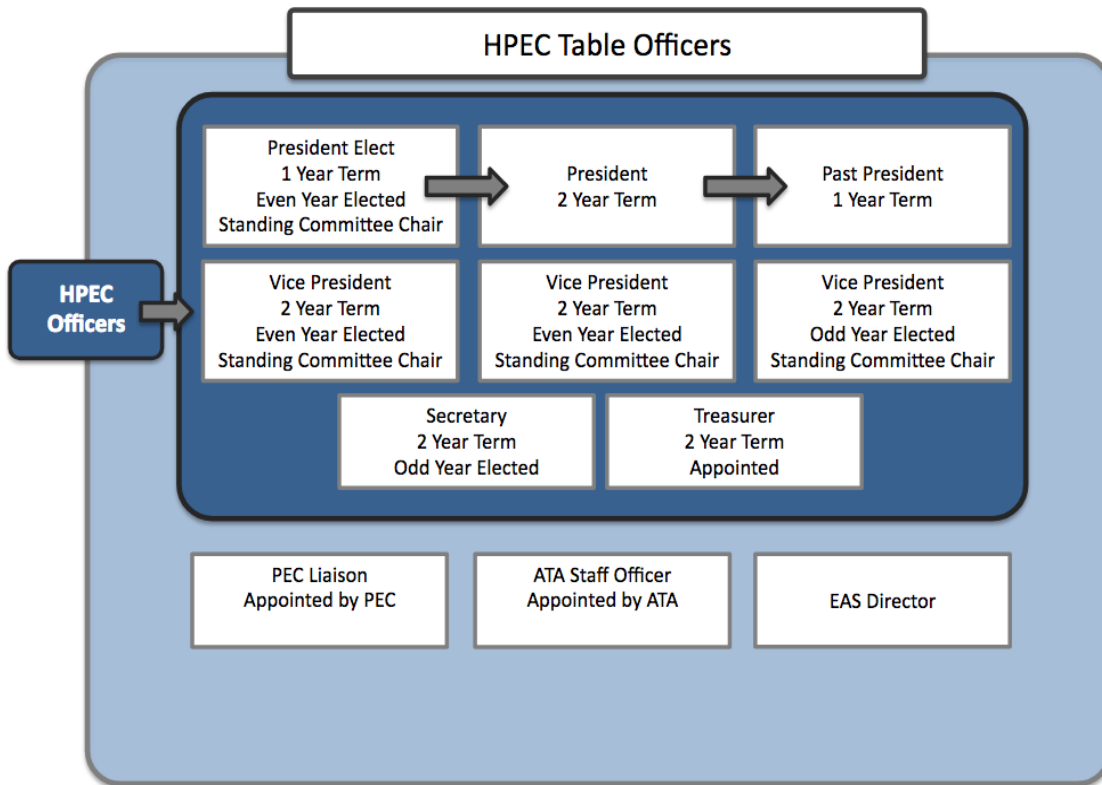 HPEC Table Officers
President Elect
1 Year Term
Even Year Elected
Standing Committee Chair
President
2 Year Term
Past President
1 Year Term
HPEC
Officers
Vice President
2 Year Term
Even Year Elected
Standing Committee Chair
Vice President
2 Year Term
Even Year Elected
Standing Committee Chair
Vice President
2 Year Term
Odd Year Elected
Standing Committee Chair
Secretary
2 Year Term
Odd Year Elected
Treasurer
2 Year Term
Appointed
PEC Liaison
Appointed by PEC
ATA Staff Officer
Appointed by ATA
EAS Director